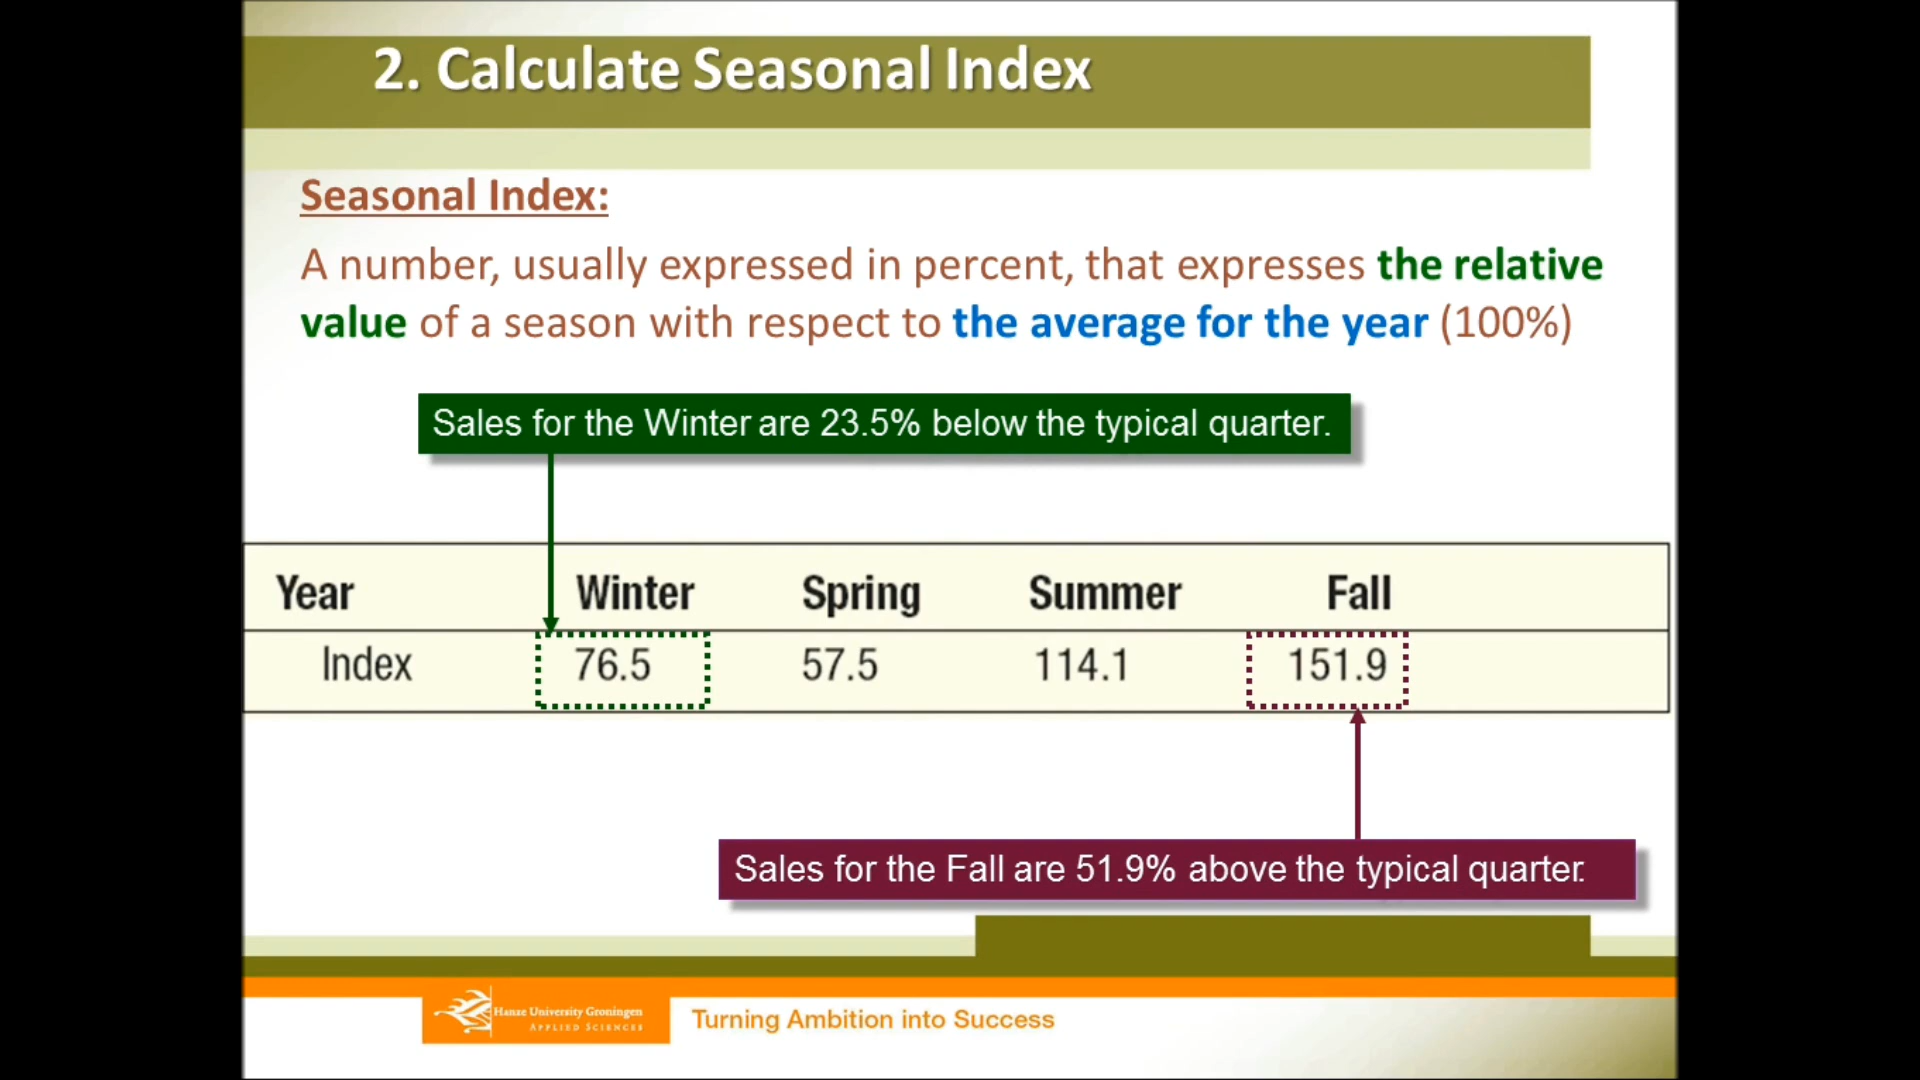 2. Calculate Seasonal Index
Seasonal Index:
A number, usually expressed in percent, that expresses the relative
value of a season with respect to the average for the year (100%)
Sales for the Winter are 23.5% below the typical quarter.
Year Winter Spring Summer Fall
Index 76.5 57.5 114.1 151.9
Sales for the Fall are 51.9% above the typical quarter.
Hanze University Groningen
Applied Sciences
Turning Ambition into Success